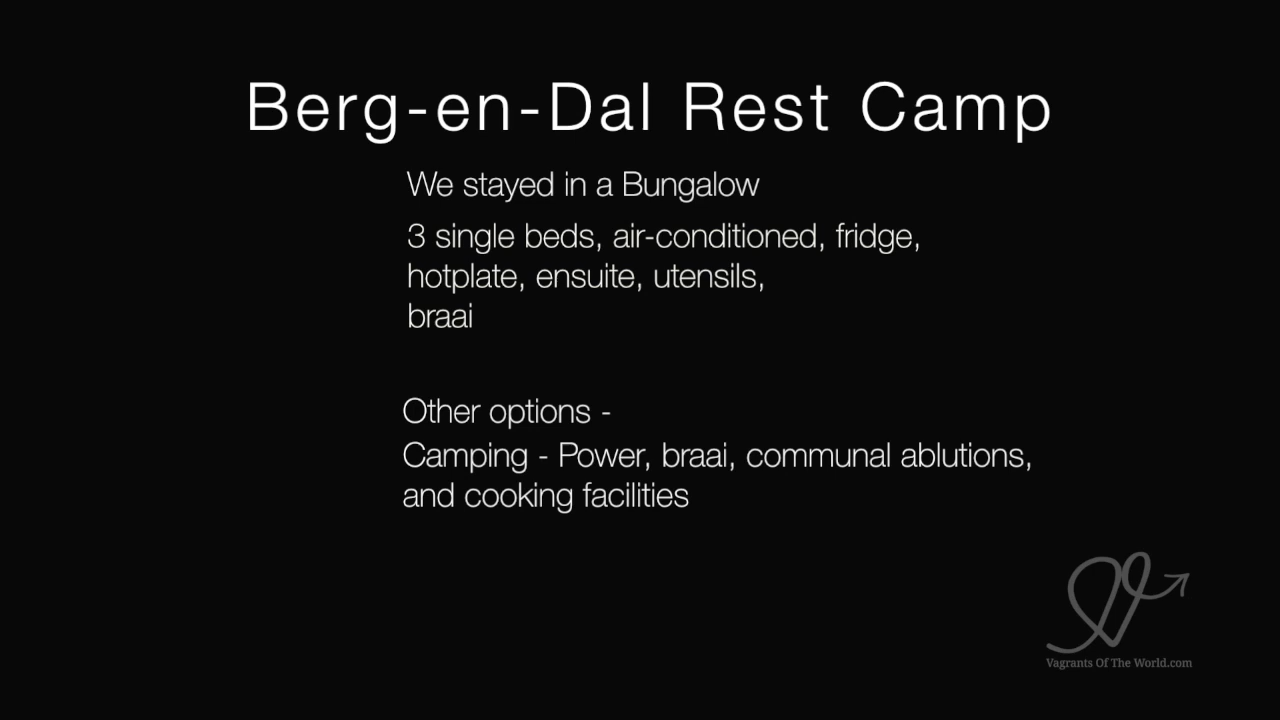 Berg-en-Dal Rest Camp
We stayed in a Bungalow
3 single beds, air-conditioned, fridge,
hotplate, ensuite, utensils,
braai
Other options -
Camping - Power, braai, communal ablutions,
and cooking facilities
Vagrants Of The World.com